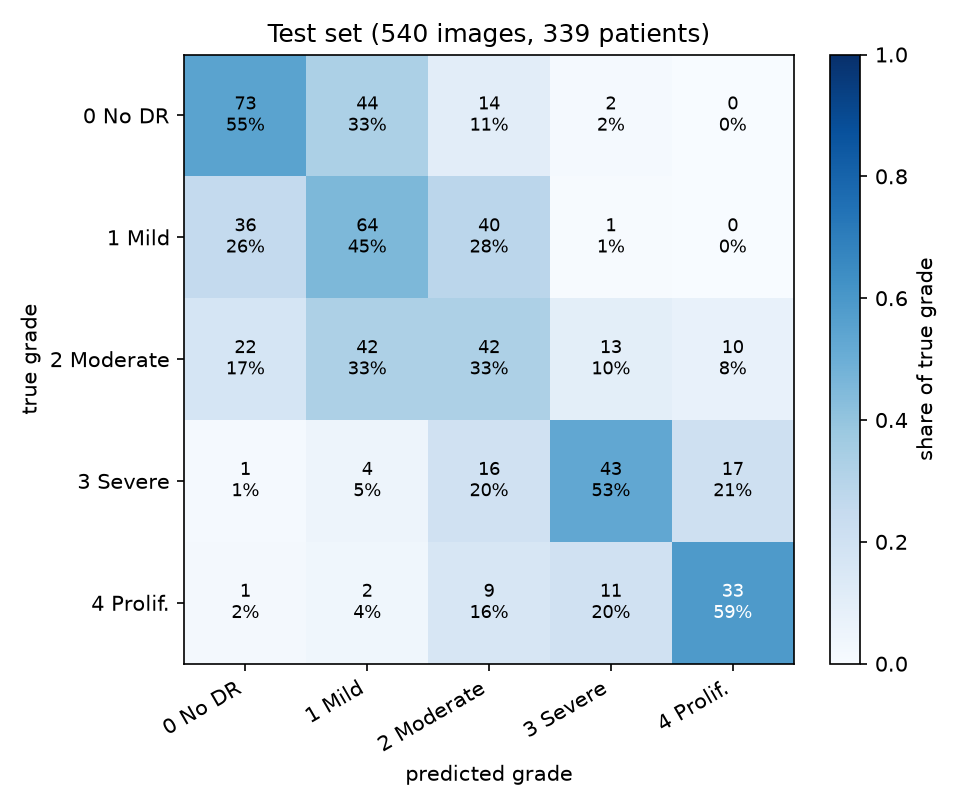 Test set (540 images, 339 patients)
0 No DR
73 44 14 2 0
55% 33% 11% 2% 0%
1 Mild
36 64 40 1 0
26% 45% 28% 1% 0%
2 Moderate
22 42 42 13 10
17% 33% 33% 10% 8%
3 Severe
1 4 16 43 17
1% 5% 20% 53% 21%
4 Prolif.
1 2 9 11 33
2% 4% 16% 20% 59%
true grade
0 No DR 1 Mild 2 Moderate 3 Severe 4 Prolif.
predicted grade
1.0
0.8
0.6
0.4
0.2
0.0
share of true grade